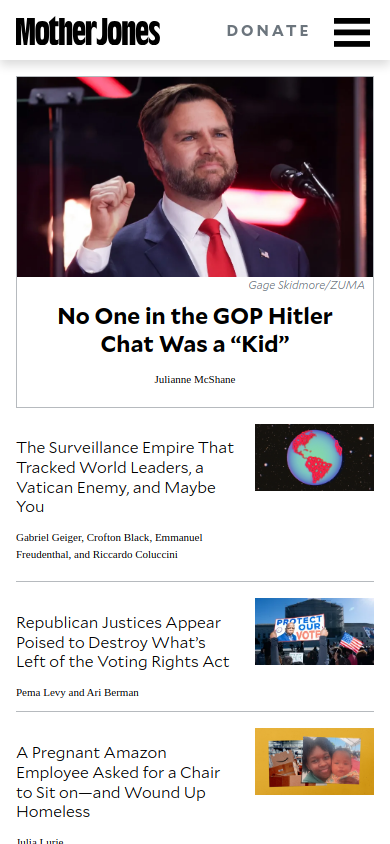 Mother Jones
DONATE
Gage Skidmore/ZUMA
No One in the GOP Hitler
Chat Was a “Kid”
Julianne McShane
The Surveillance Empire That
Tracked World Leaders, a
Vatican Enemy, and Maybe
You
Gabriel Geiger, Crofton Black, Emmanuel
Freudenthal, and Riccardo Coluccini
Republican Justices Appear
Poised to Destroy What’s
Left of the Voting Rights Act
PROTECT
OUR
VOTE
Pema Levy and Ari Berman
A Pregnant Amazon
Employee Asked for a Chair
to Sit on—and Wound Up
Homeless
Julia Lurie